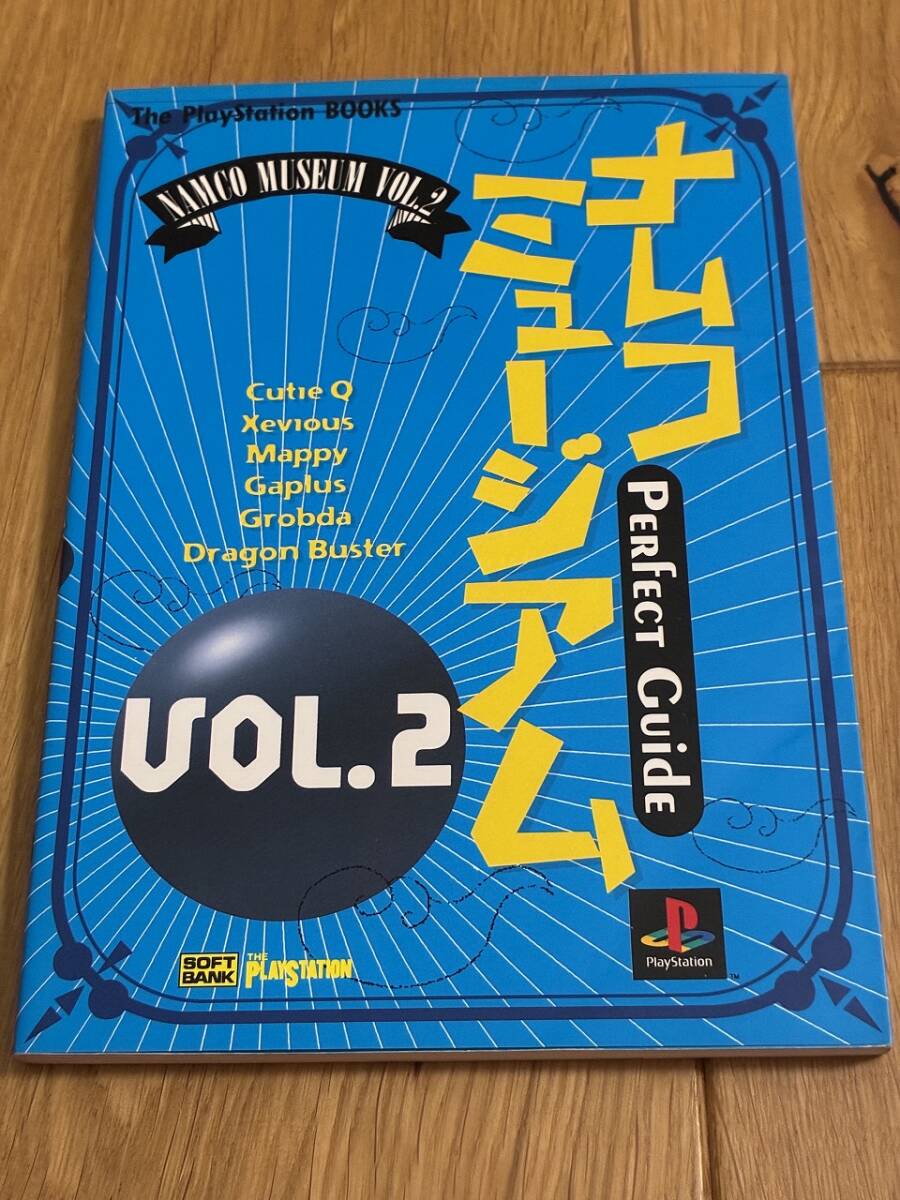 The PlayStation BOOKS
NAMCO MUSEUM VOL.2
ナムコ
ミュージアム
PERFECT GUIDE
Cutie Q
Xevious
Mappy
Gaplus
Grobda
Dragon Buster
VOL.2
SOFT
BANK
THE
PLAYSTATION
PlayStation
TM